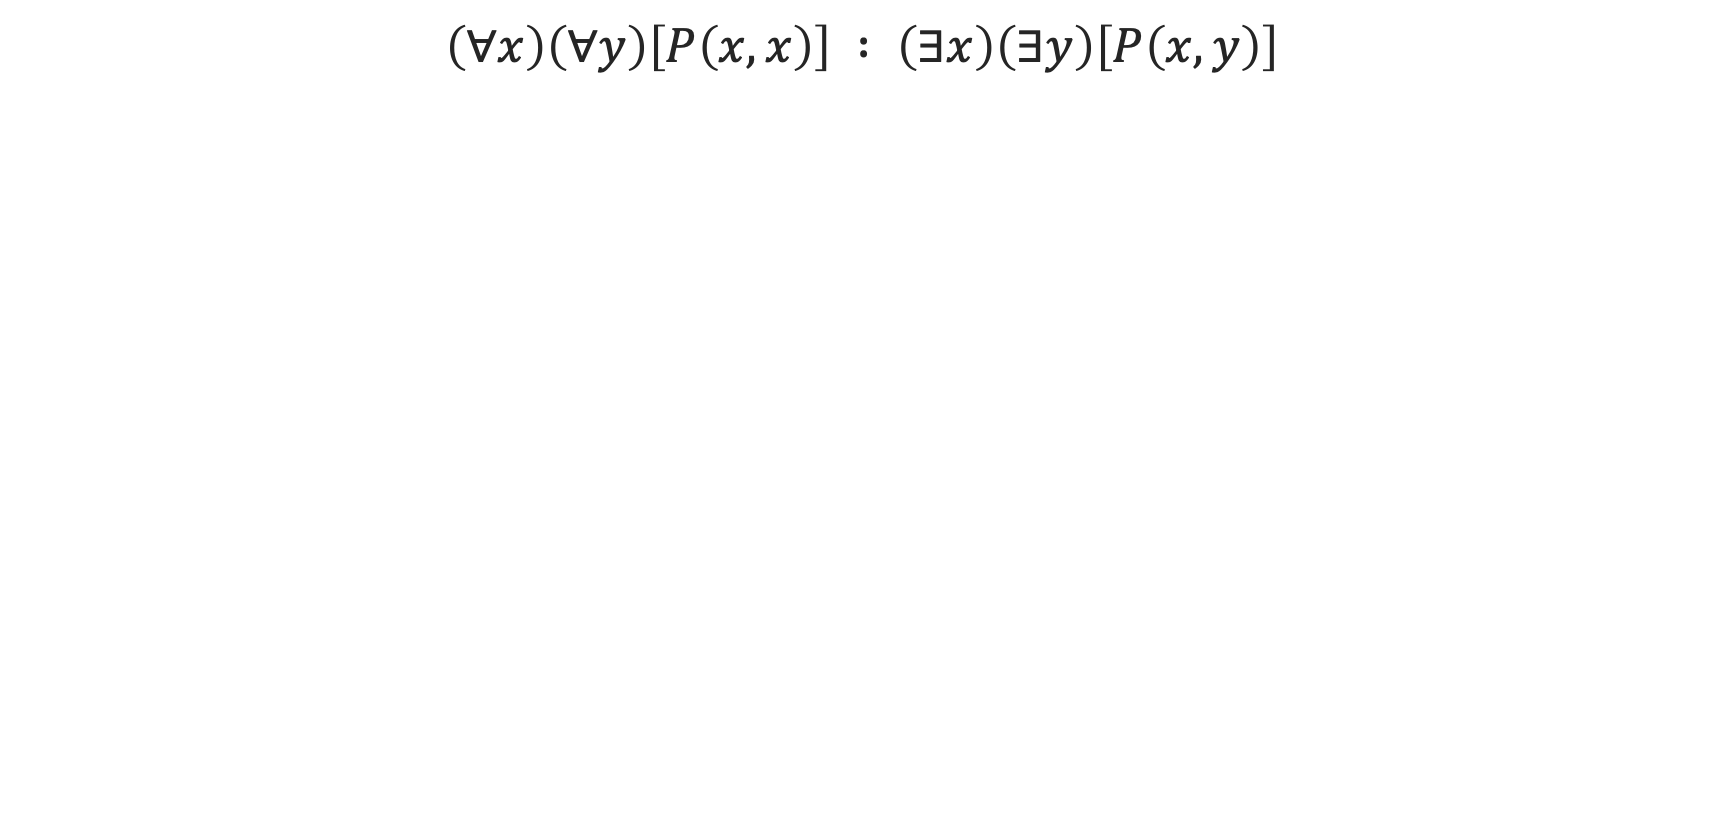 (∀x)(∀y)[P(x, x)] : (∃x)(∃y)[P(x, y)]